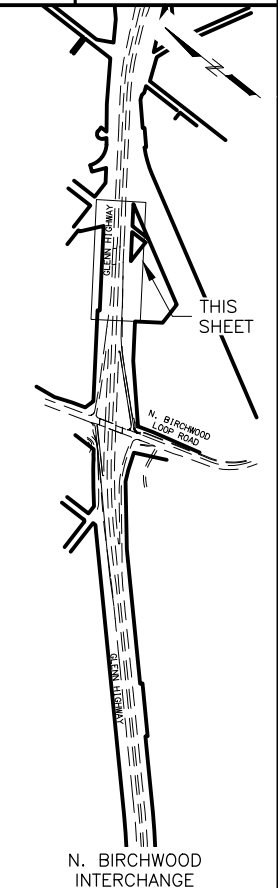 N
GLENN HIGHWAY
THIS
SHEET
N. BIRCHWOOD
LOOP ROAD
GLENN HIGHWAY
N. BIRCHWOOD
INTERCHANGE